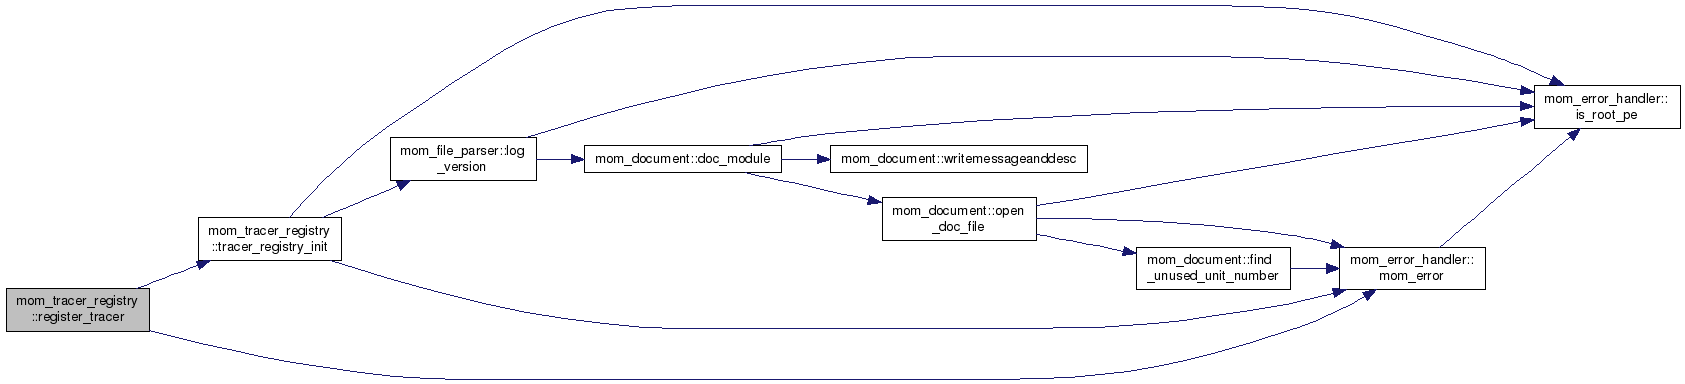 mom_error_handler::
is_root_pe
mom_file_parser::log
_version
mom_document::doc_module
mom_document::writemessageanddesc
mom_document::open
_doc_file
mom_tracer_registry
::tracer_registry_init
mom_document::find
_unused_unit_number
mom_error_handler::
mom_error
mom_tracer_registry
::register_tracer